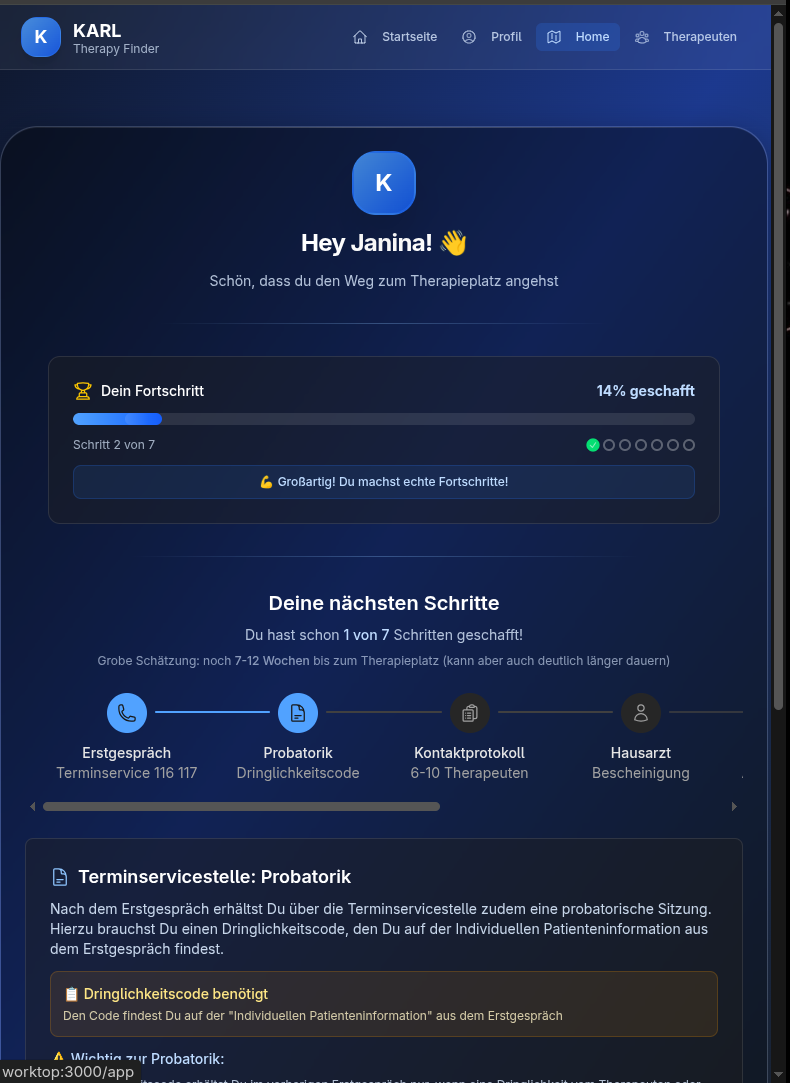 K
KARL
Therapy Finder
Startseite
Profil
Home
Therapeuten
K
Hey Janina! 👋
Schön, dass du den Weg zum Therapieplatz angehst
Dein Fortschritt
14% geschafft
Schritt 2 von 7
💪 Großartig! Du machst echte Fortschritte!
Deine nächsten Schritte
Du hast schon 1 von 7 Schritten geschafft!
Grobe Schätzung: noch 7-12 Wochen bis zum Therapieplatz (kann aber auch deutlich länger dauern)
Erstgespräch
Terminservice 116 117
Probatorik
Dringlichkeitscode
Kontaktprotokoll
6-10 Therapeuten
Hausarzt
Bescheinigung
Terminservicestelle: Probatorik
Nach dem Erstgespräch erhältst Du über die Terminservicestelle zudem eine probatorische Sitzung.
Hierzu brauchst Du einen Dringlichkeitscode, den Du auf der Individuellen Patienteninformation aus
dem Erstgespräch findest.
📋 Dringlichkeitscode benötigt
Den Code findest Du auf der "Individuellen Patienteninformation" aus dem Erstgespräch
⚠️ Wichtig zur Probatorik:
worktop:3000/app